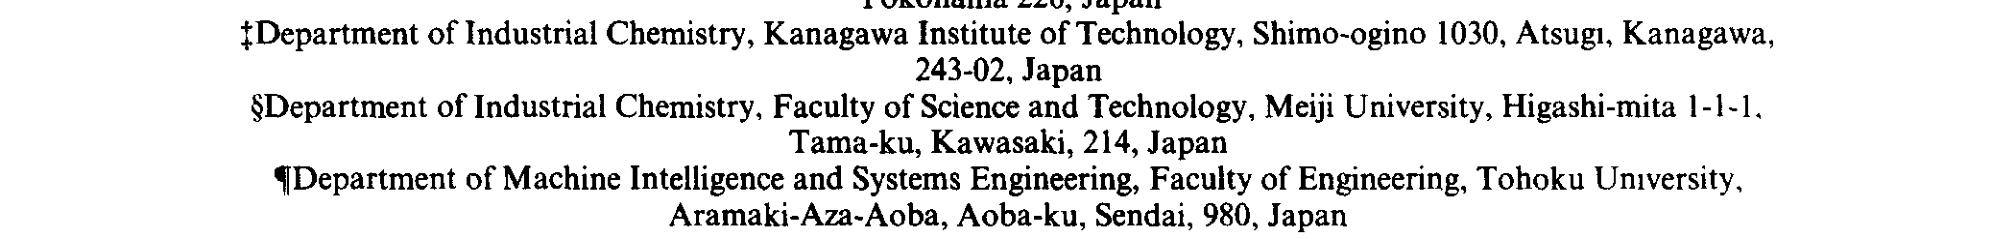 Yokohama 226, Japan
‡Department of Industrial Chemistry, Kanagawa Institute of Technology, Shimo-ogino 1030, Atsugi, Kanagawa,
243-02, Japan
§Department of Industrial Chemistry, Faculty of Science and Technology, Meiji University, Higashi-mita 1-1-1,
Tama-ku, Kawasaki, 214, Japan
¶Department of Machine Intelligence and Systems Engineering, Faculty of Engineering, Tohoku University,
Aramaki-Aza-Aoba, Aoba-ku, Sendai, 980, Japan